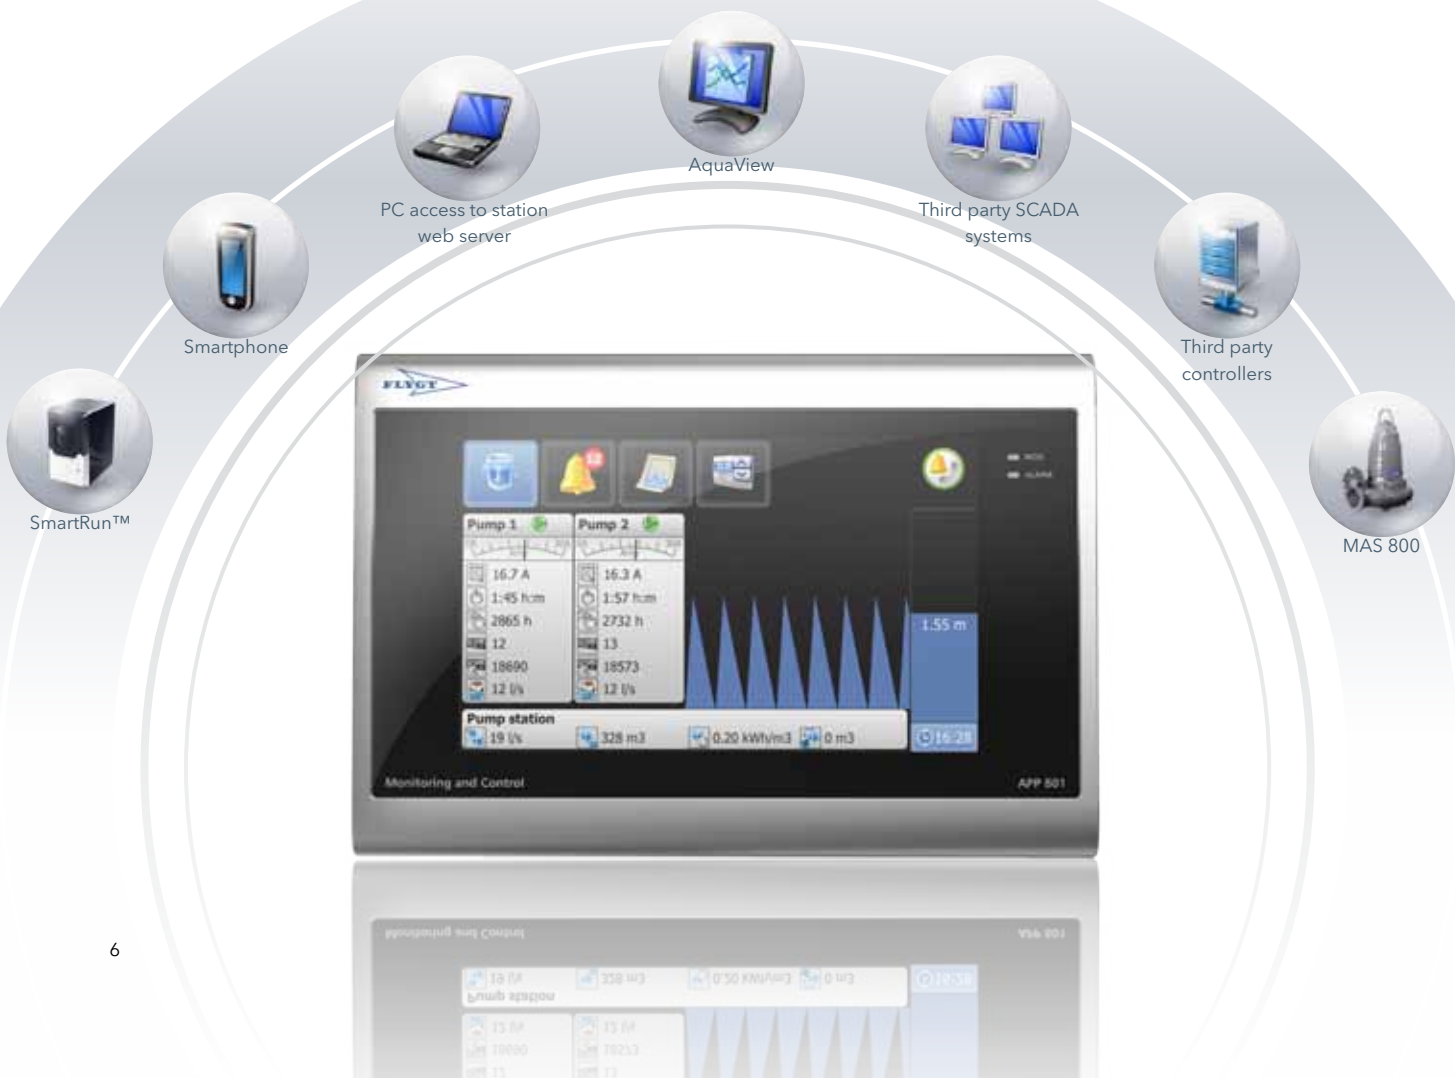 AquaView
PC access to station
web server
Third party SCADA
systems
Smartphone
Third party
controllers
SmartRun™
MAS 800
FLYGT
12
ALARM
Pump 1
Pump 2
16.7 A
16.3 A
1:45 h:m
1:57 h:m
2865 h
2732 h
12
13
18690
18573
12 l/s
12 l/s
1.55 m
Pump station
19 l/s
328 m3
0.20 kWh/m3
0 m3
16:28
Monitoring and Control
APP 801
6